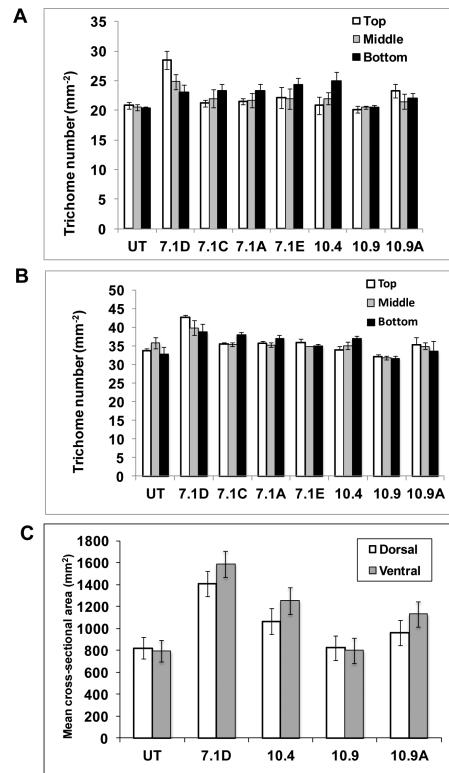 A
Trichome number (mm-2)
35
30
25
20
15
10
5
0
Top
Middle
Bottom
UT 7.1D 7.1C 7.1A 7.1E 10.4 10.9 10.9A
B
Trichome number (mm-2)
50
45
40
35
30
25
20
15
10
5
0
Top
Middle
Bottom
UT 7.1D 7.1C 7.1A 7.1E 10.4 10.9 10.9A
C
Mean cross-sectional area (mm2)
1800
1600
1400
1200
1000
800
600
400
200
0
Dorsal
Ventral
UT 7.1D 10.4 10.9 10.9A